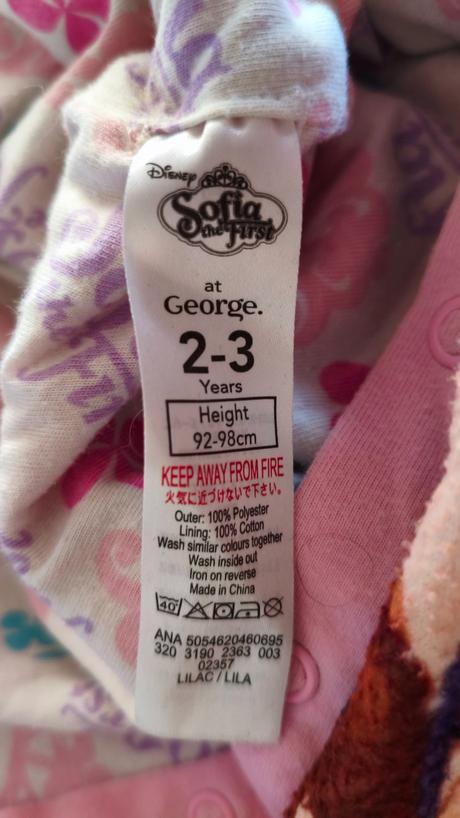 Disney
Sofia
the First
at
George.
2-3
Years
Height
92-98cm
KEEP AWAY FROM FIRE
火気に近づけないで下さい。
Outer: 100% Polyester
Lining: 100% Cotton
Wash similar colours together
Wash inside out
Iron on reverse
Made in China
40°
ANA 5054620460695
320 3190 2363 003
02357
LILAC / LILA